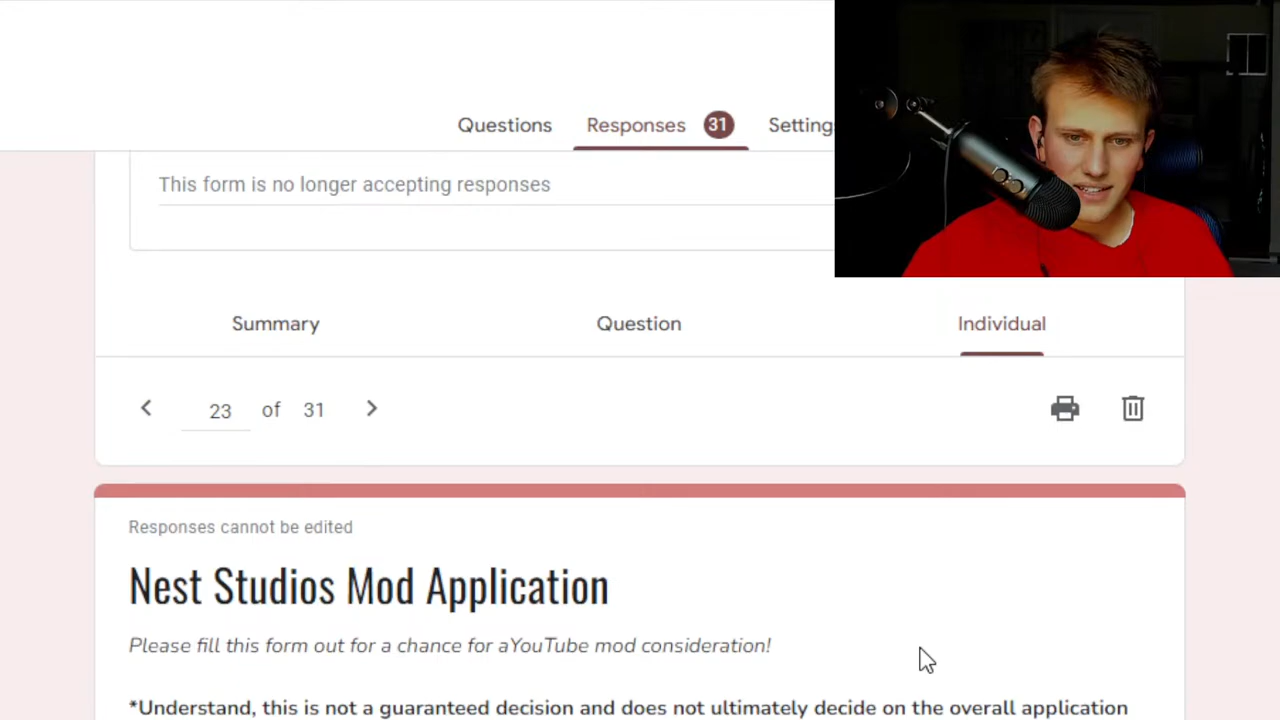 Questions Responses 31 Setting
This form is no longer accepting responses
Summary Question Individual
23 of 31
Responses cannot be edited
Nest Studios Mod Application
Please fill this form out for a chance for aYouTube mod consideration!
*Understand, this is not a guaranteed decision and does not ultimately decide on the overall application